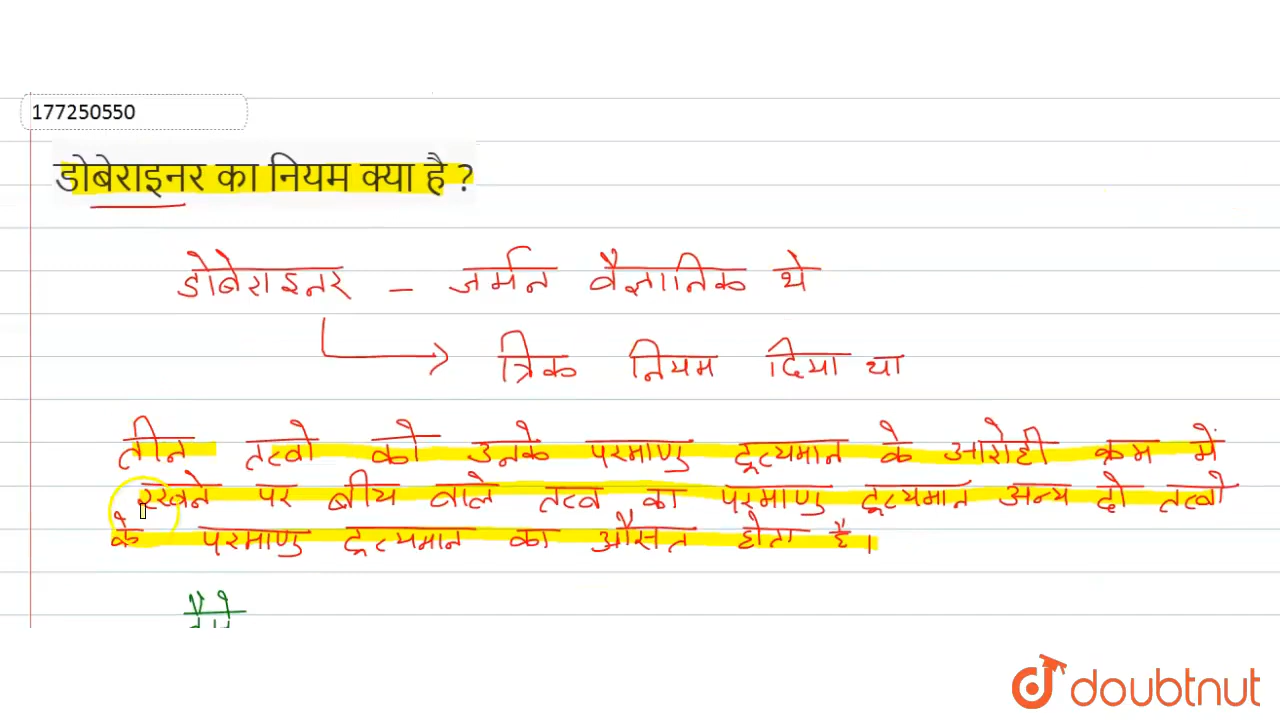 177250550
डोबेराइनर का नियम क्या है ?
डोबेराइनर – जर्मन वैज्ञानिक थे
त्रिक नियम दिया था
तीन तत्वो को उनके परमाणु द्रव्यमान के आरोही क्रम में
रखने पर बीच वाले तत्व का परमाणु द्रव्यमान अन्य दो तत्वो
के परमाणु द्रव्यमान का औसत होता है।
doubtnut